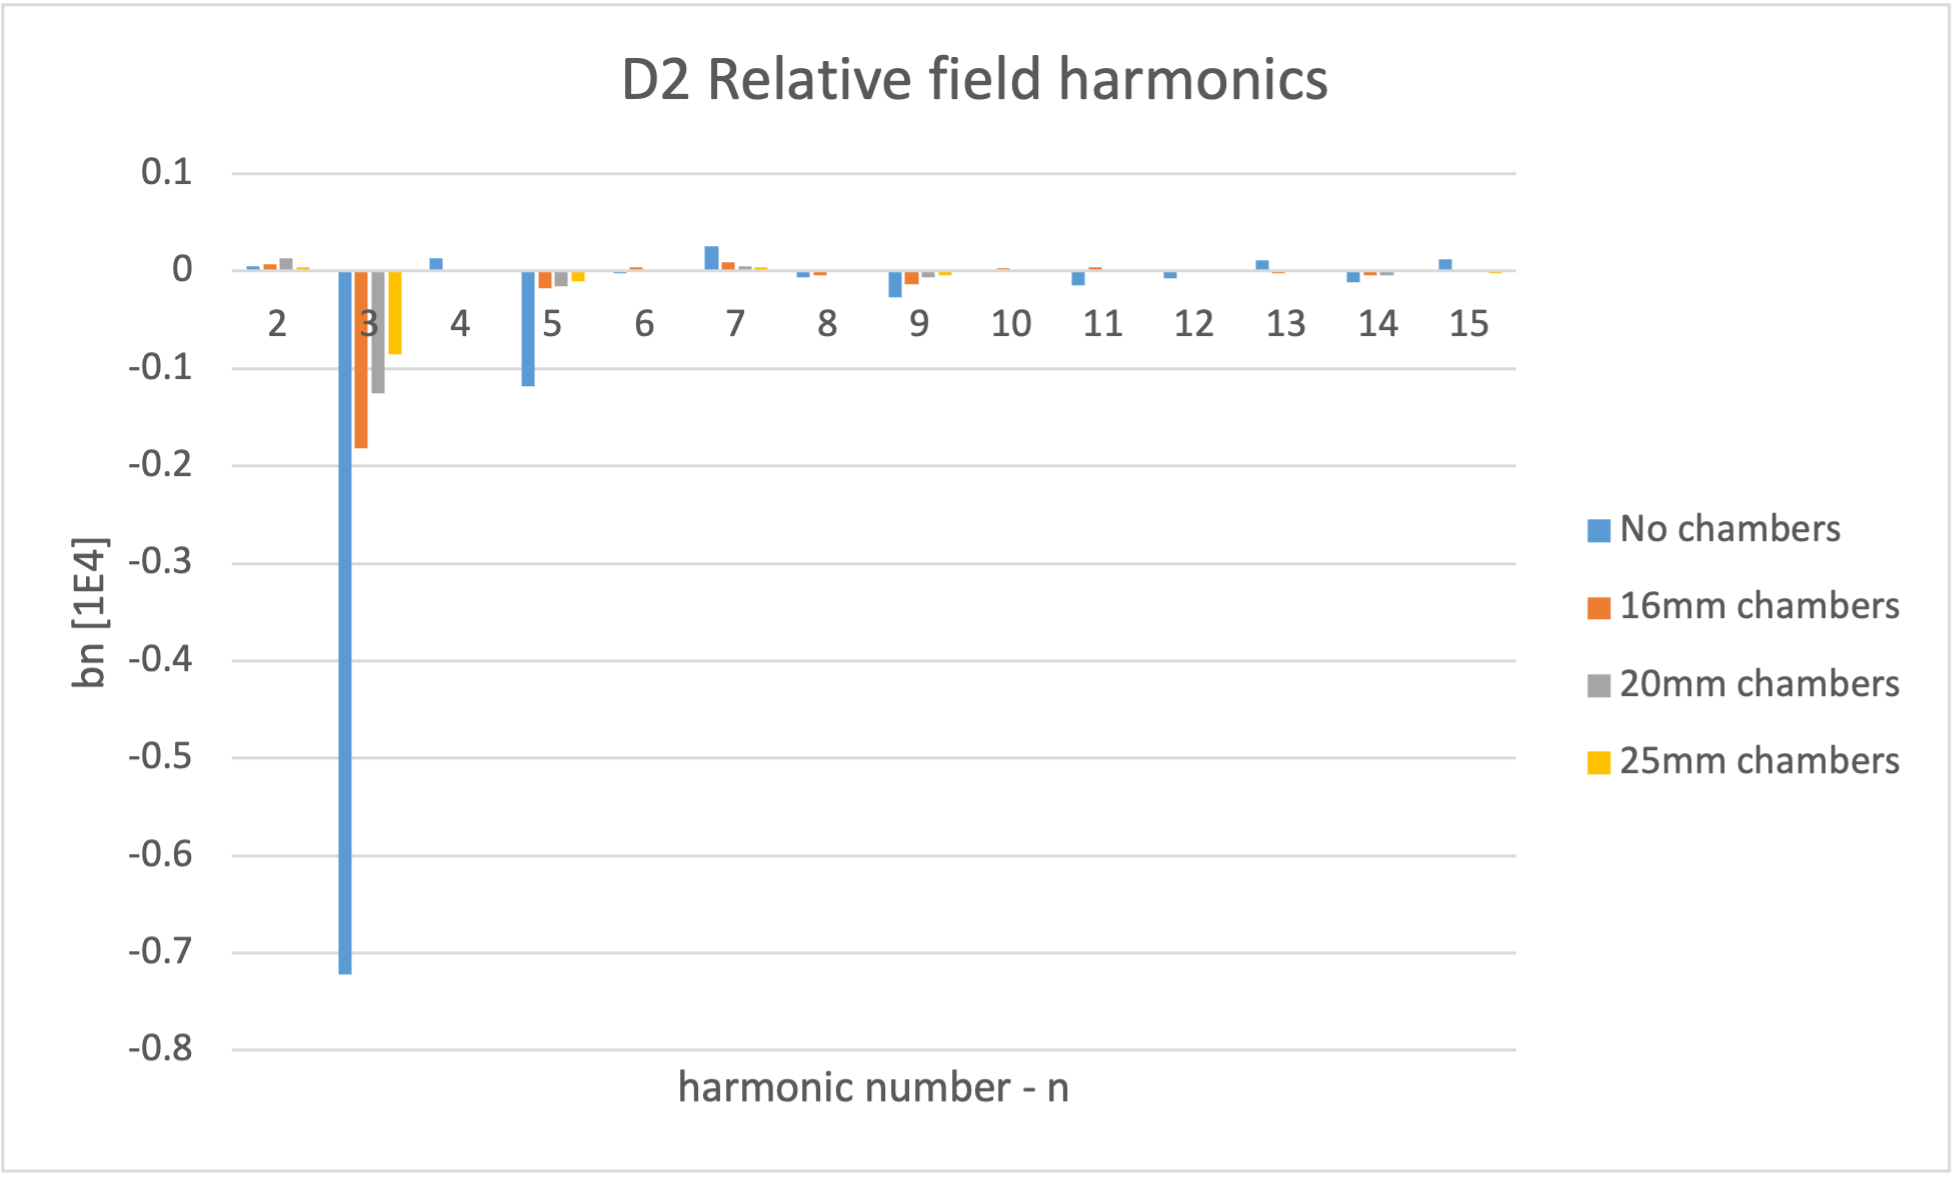 D2 Relative field harmonics
0.1
0
2 3 4 5 6 7 8 9 10 11 12 13 14 15
-0.1
-0.2
-0.3
-0.4
-0.5
-0.6
-0.7
-0.8
bn [1E4]
harmonic number - n
No chambers
16mm chambers
20mm chambers
25mm chambers